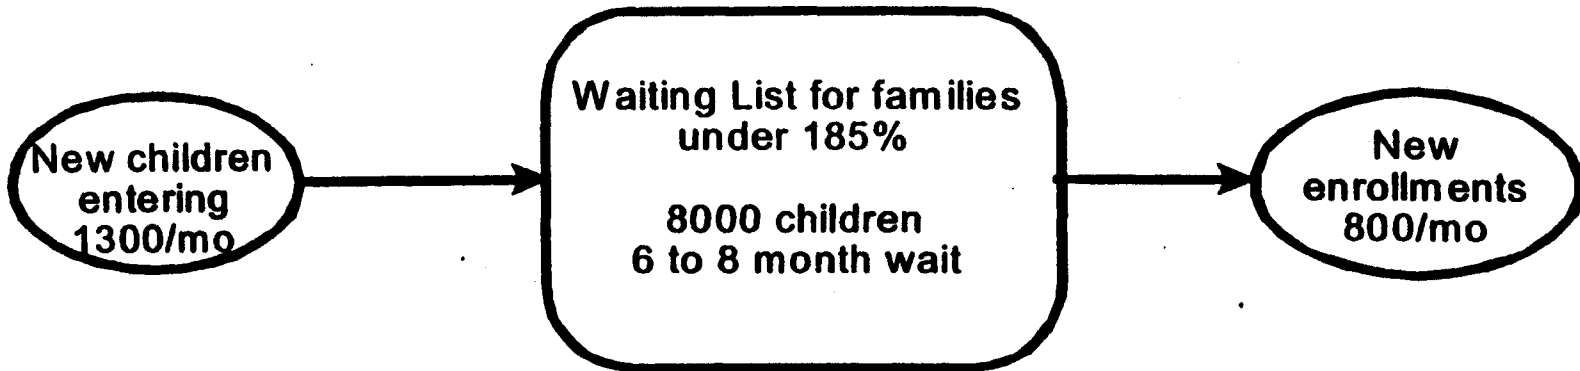 New children
entering
1300/mo
Waiting List for families
under 185%
8000 children
6 to 8 month wait
New
enrollments
800/mo